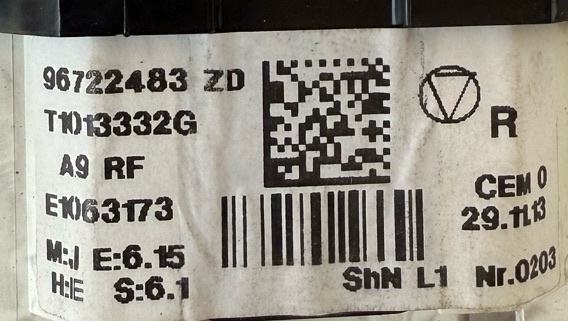 96722483 ZD
T1013332G
A9 RF
E1063173
M:J E:6.15
H:E S:6.1
R
CEM 0
29.11.13
ShN L1 Nr.0203